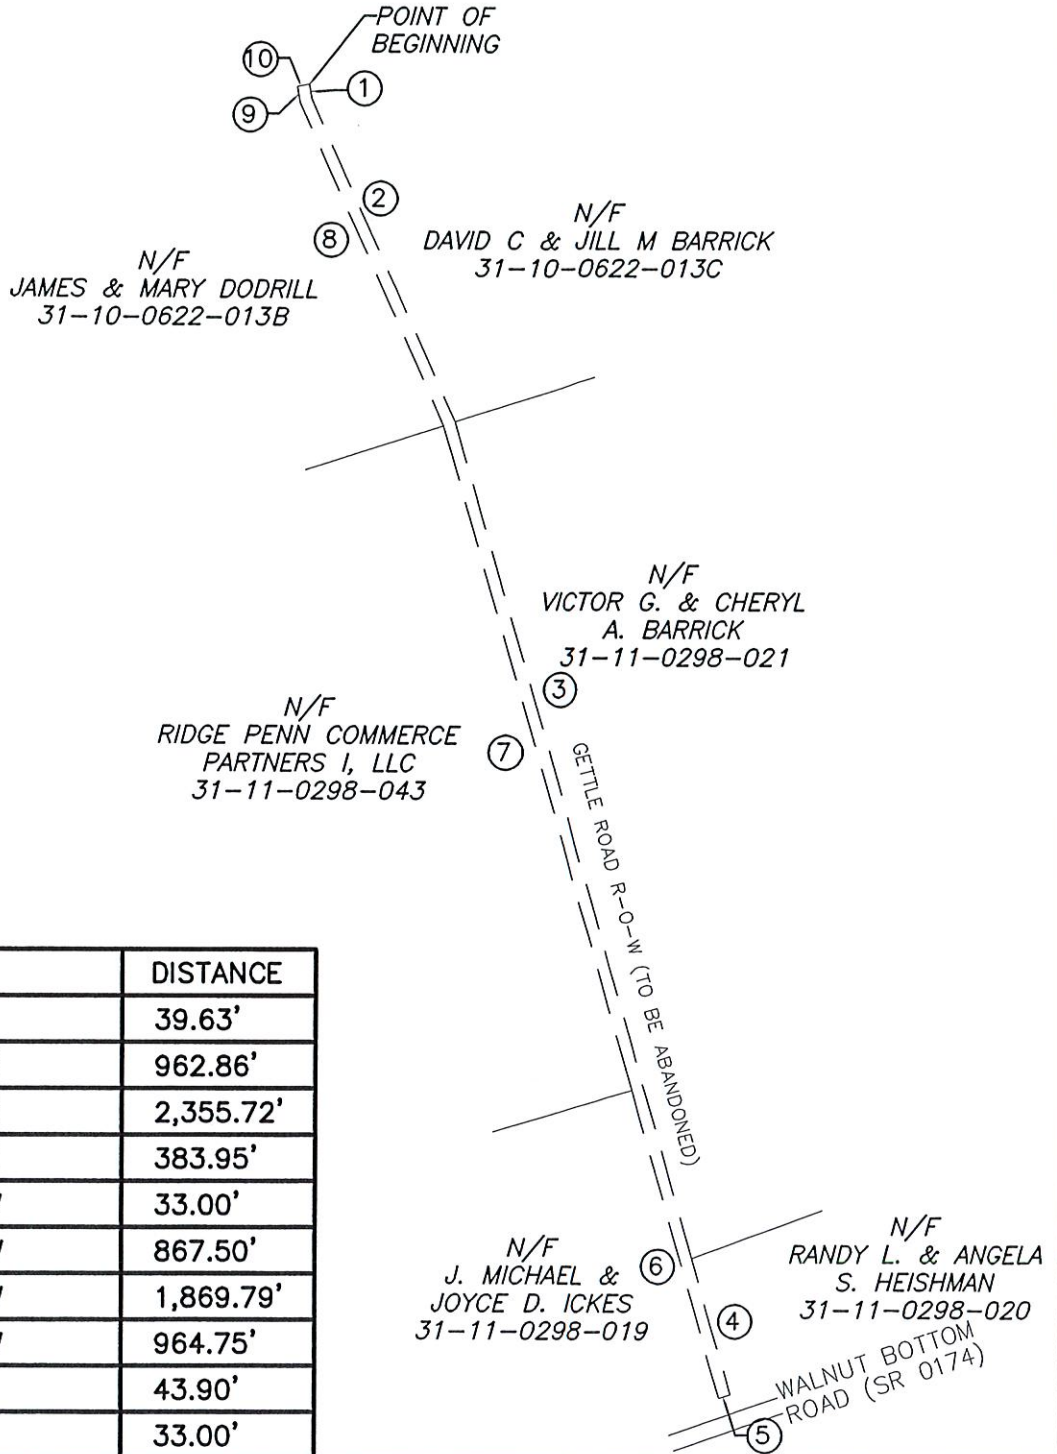 POINT OF
BEGINNING
10
1
9
2
8
N/F
DAVID C & JILL M BARRICK
31-10-0622-013C
N/F
JAMES & MARY DODRILL
31-10-0622-013B
N/F
VICTOR G. & CHERYL
A. BARRICK
31-11-0298-021
3
N/F
RIDGE PENN COMMERCE
PARTNERS I, LLC
31-11-0298-043
7
GETTLE ROAD R-O-W (TO BE ABANDONED)
DISTANCE
39.63'
962.86'
2,355.72'
383.95'
33.00'
867.50'
1,869.79'
964.75'
43.90'
33.00'
N/F
J. MICHAEL &
JOYCE D. ICKES
31-11-0298-019
6
N/F
RANDY L. & ANGELA
S. HEISHMAN
31-11-0298-020
4
WALNUT BOTTOM
ROAD (SR 0174)
5